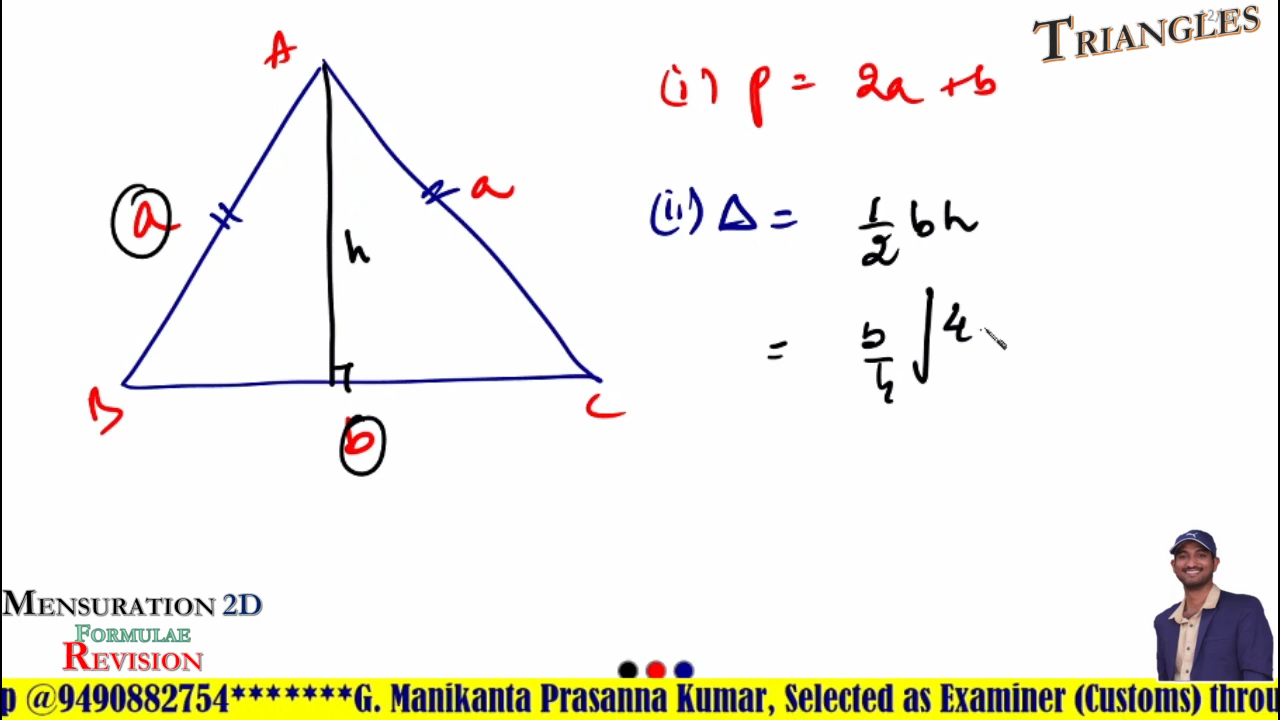 TRIANGLES
A
(i) P = 2a + b
a
a
(ii) Δ = 1/2 bh
h
= b/4 √4
B
C
b
MENSURATION 2D
FORMULAE
REVISION
p @9490882754*******G. Manikanta Prasanna Kumar, Selected as Examiner (Customs) throu